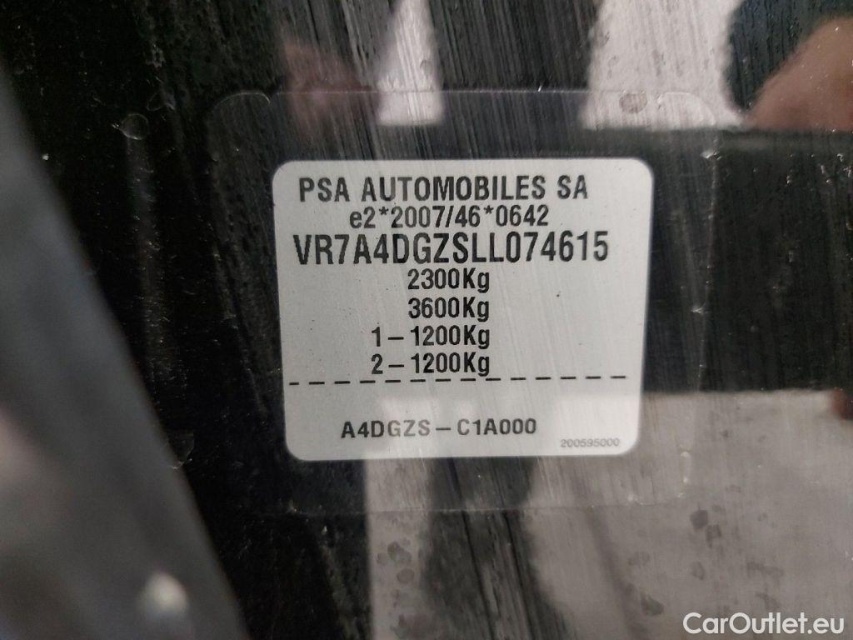 PSA AUTOMOBILES SA
e2*2007/46*0642
VR7A4DGZSLL074615
2300Kg
3600Kg
1-1200Kg
2-1200Kg
A4DGZS-C1A000
200595000
CarOutlet.eu